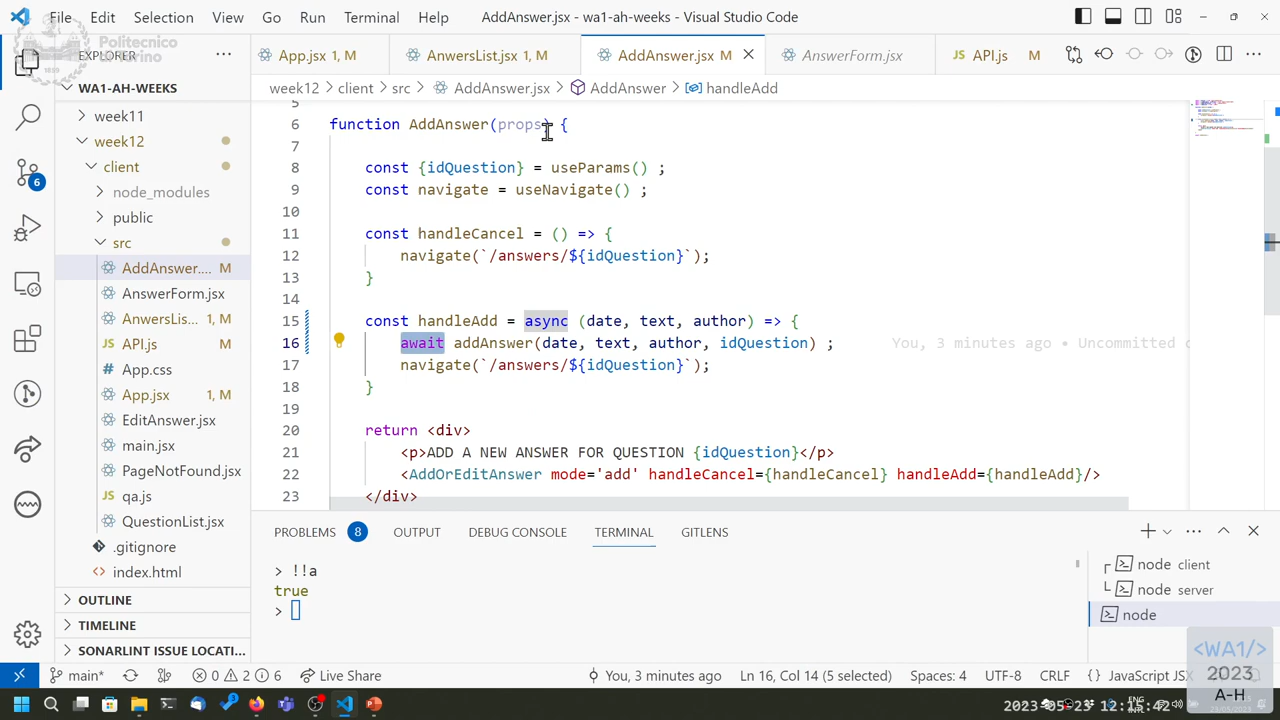 File Edit Selection View Go Run Terminal Help AddAnswer.jsx - wa1-ah-weeks - Visual Studio Code
Politecnico
di Torino
EXPLORER
App.jsx 1, M
AnwersList.jsx 1, M
AddAnswer.jsx M
AnswerForm.jsx
JS API.js M
WA1-AH-WEEKS
week12 > client > src > AddAnswer.jsx > AddAnswer > handleAdd
week11
week12
client
node_modules
public
src
AddAnswer.... M
AnswerForm.jsx
AnwersLis... 1, M
API.js M
App.css
App.jsx 1, M
EditAnswer.jsx
main.jsx
PageNotFound.jsx
JS qa.js
QuestionList.jsx
.gitignore
<> index.html
OUTLINE
TIMELINE
SONARLINT ISSUE LOCATI...
6
5
6 function AddAnswer(props) {
7
8 const {idQuestion} = useParams() ;
9 const navigate = useNavigate() ;
10
11 const handleCancel = () => {
12 navigate(`/answers/${idQuestion}`);
13 }
14
15 const handleAdd = async (date, text, author) => {
16 await addAnswer(date, text, author, idQuestion) ; You, 3 minutes ago • Uncommitted c
17 navigate(`/answers/${idQuestion}`);
18 }
19
20 return <div>
21 <p>ADD A NEW ANSWER FOR QUESTION {idQuestion}</p>
22 <AddOrEditAnswer mode='add' handleCancel={handleCancel} handleAdd={handleAdd}/>
23 </div>
PROBLEMS 8 OUTPUT DEBUG CONSOLE TERMINAL GITLENS
> !!a
true
>
node client
node server
node
<WA1/>
2023
A-H
main* 0 2 6 Live Share You, 3 minutes ago Ln 16, Col 14 (5 selected) Spaces: 4 UTF-8 CRLF {} JavaScript JSX
ENG